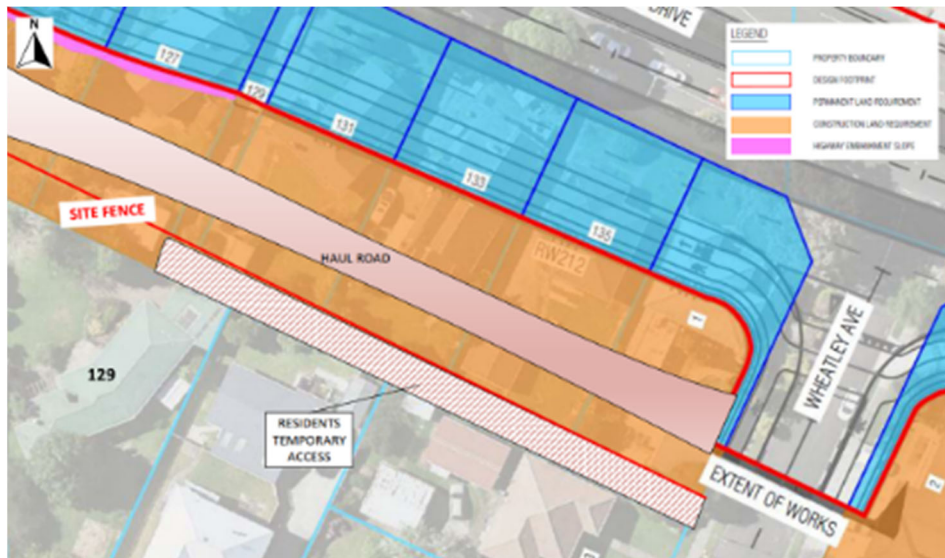 N
DRIVE
LEGEND
PROPERTY BOUNDARY
DESIGN FOOTPRINT
PERMANENT LAND REQUIREMENT
CONSTRUCTION LAND REQUIREMENT
HIGHWAY EMBANKMENT SLOPE
127
129
131
133
135
RW212
1
SITE FENCE
HAUL ROAD
WHEATLEY AVE
129
RESIDENTS
TEMPORARY
ACCESS
EXTENT OF WORKS
2